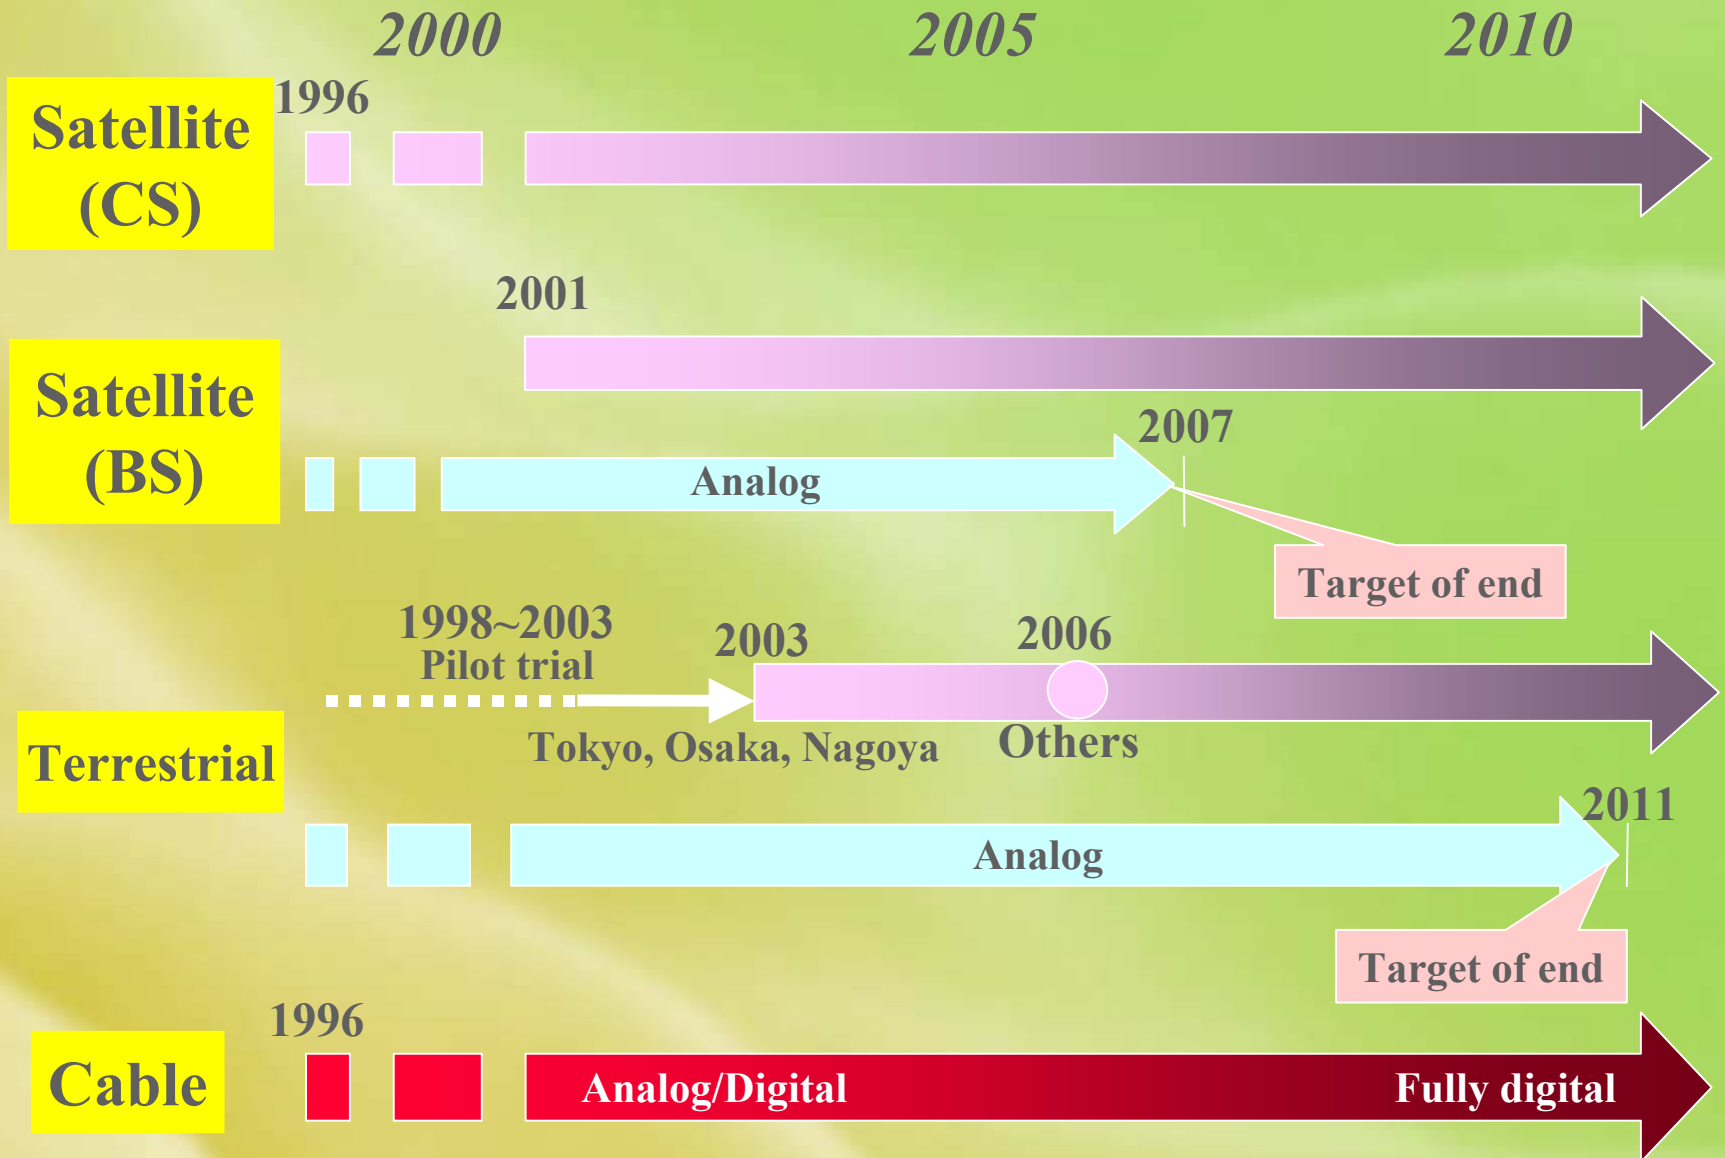 2000 2005 2010
Satellite
(CS)
1996
2001
Satellite
(BS)
2007
Analog
Target of end
1998~2003
Pilot trial
2003
2006
Tokyo, Osaka, Nagoya
Others
Terrestrial
2011
Analog
Target of end
1996
Cable
Analog/Digital
Fully digital